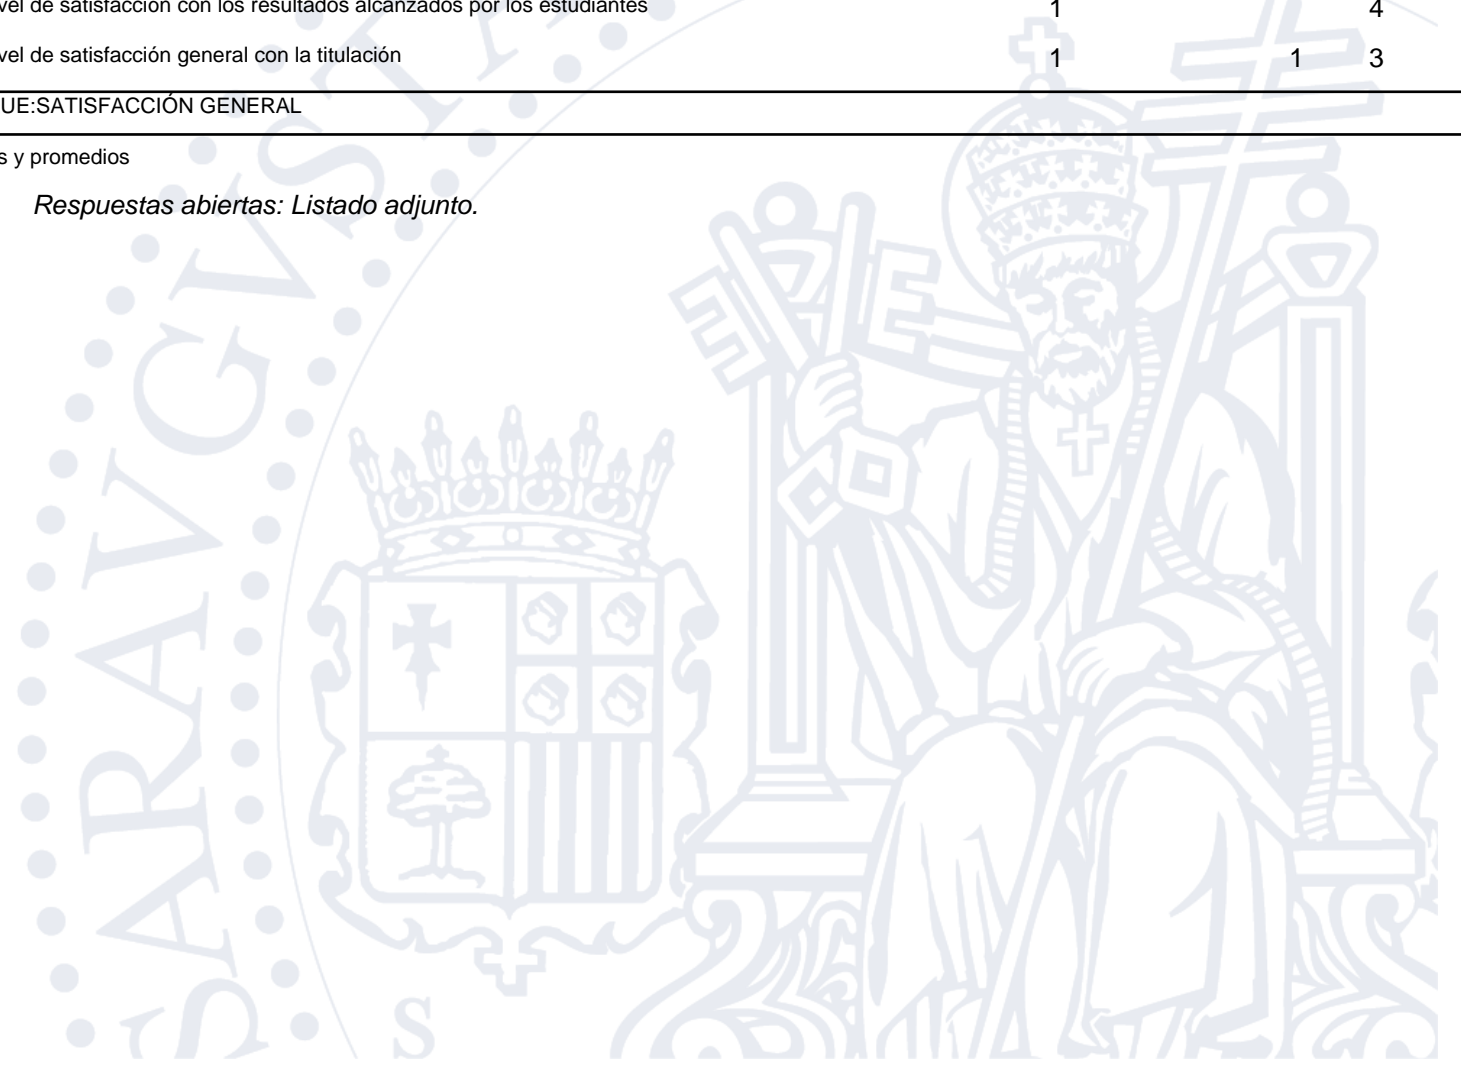 vel de satisfacción con los resultados alcanzados por los estudiantes 1 4
vel de satisfacción general con la titulación 1 1 3
UE:SATISFACCIÓN GENERAL
s y promedios
Respuestas abiertas: Listado adjunto.
SARAVGVSTA
S